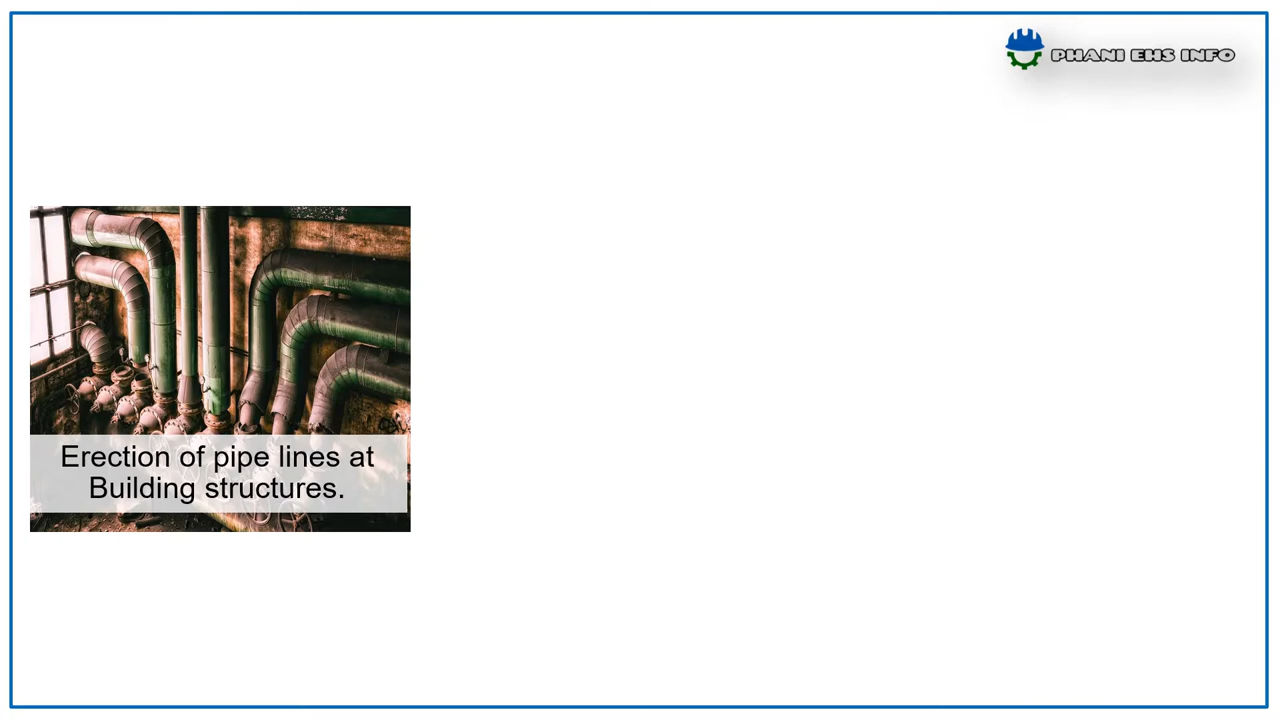 PHANI EHS INFO
Erection of pipe lines at
Building structures.